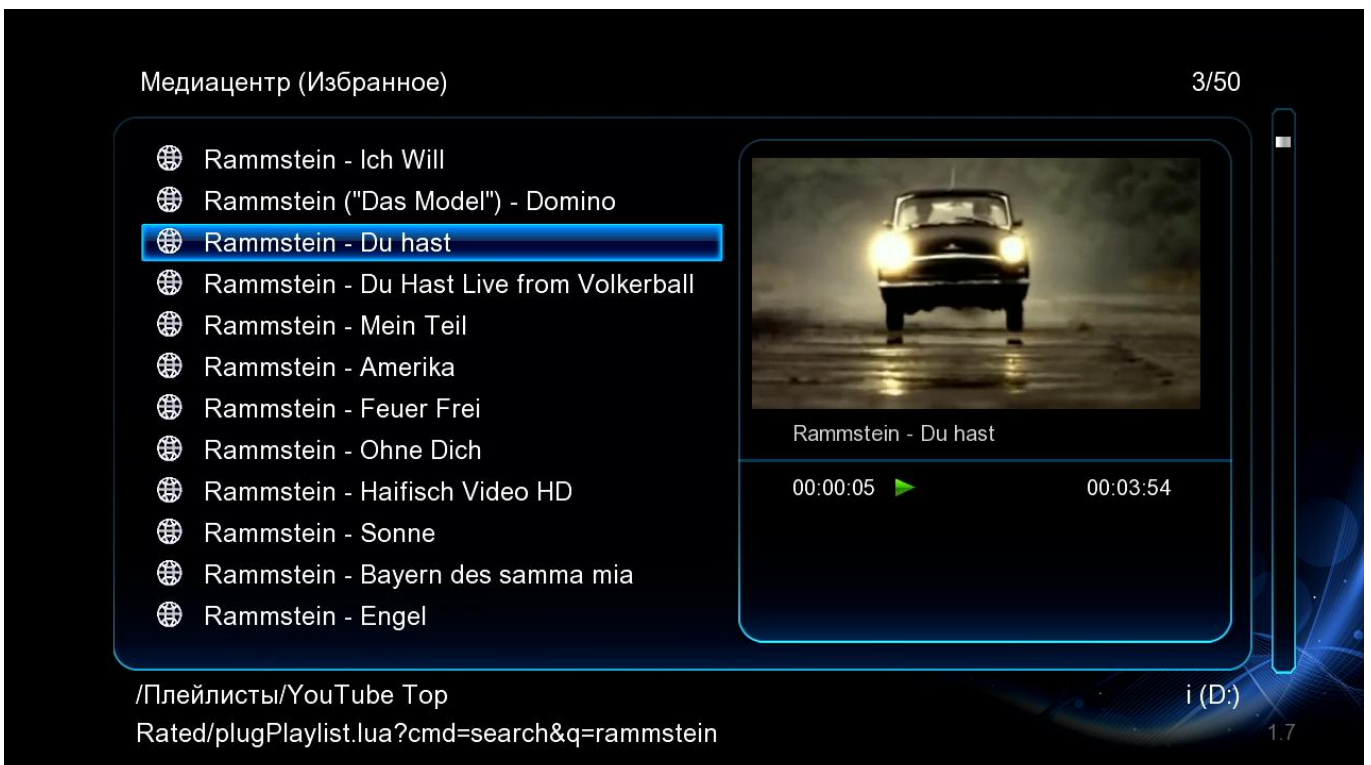 Медиацентр (Избранное)
3/50
Rammstein - Ich Will
Rammstein ("Das Model") - Domino
Rammstein - Du hast
Rammstein - Du Hast Live from Volkerball
Rammstein - Mein Teil
Rammstein - Amerika
Rammstein - Feuer Frei
Rammstein - Ohne Dich
Rammstein - Haifisch Video HD
Rammstein - Sonne
Rammstein - Bayern des samma mia
Rammstein - Engel
Rammstein - Du hast
00:00:05
00:03:54
/Плейлисты/YouTube Top
Rated/plugPlaylist.lua?cmd=search&q=rammstein
i (D:)
1.7